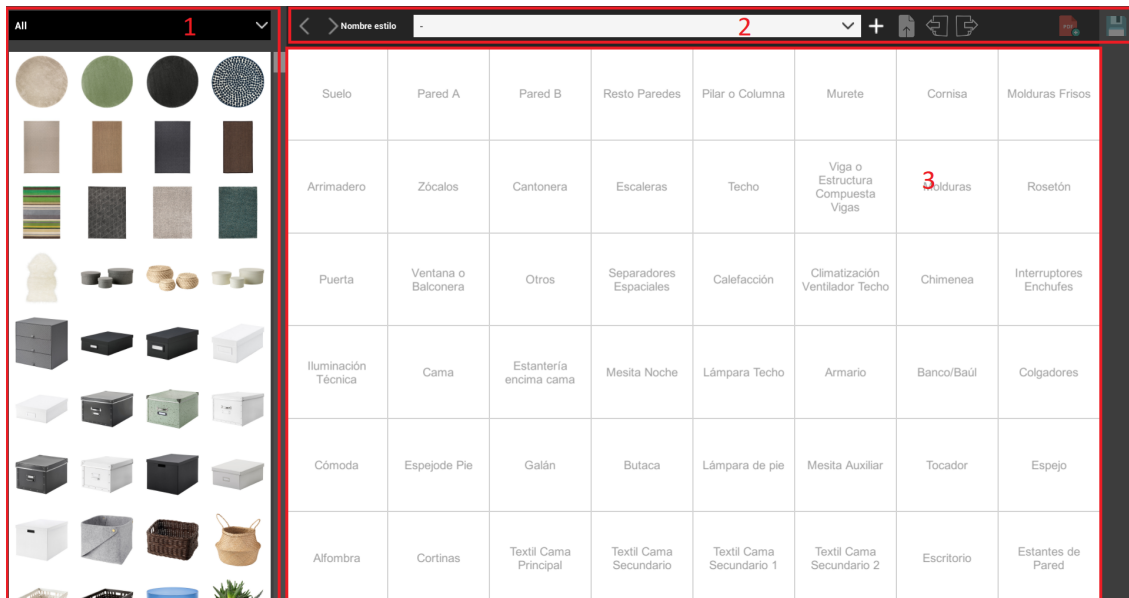 All
1
Nombre estilo
-
2
PDF
Suelo
Pared A
Pared B
Resto Paredes
Pilar o Columna
Murete
Cornisa
Molduras Frisos
Arrimadero
Zócalos
Cantonera
Escaleras
Techo
Viga o
Estructura
Compuesta
Vigas
3
Molduras
Rosetón
Puerta
Ventana o
Balconera
Otros
Separadores
Espaciales
Calefacción
Climatización
Ventilador Techo
Chimenea
Interruptores
Enchufes
Iluminación
Técnica
Cama
Estantería
encima cama
Mesita Noche
Lámpara Techo
Armario
Banco/Baúl
Colgadores
Cómoda
Espejode Pie
Galán
Butaca
Lámpara de pie
Mesita Auxiliar
Tocador
Espejo
Alfombra
Cortinas
Textil Cama
Principal
Textil Cama
Secundario
Textil Cama
Secundario 1
Textil Cama
Secundario 2
Escritorio
Estantes de
Pared